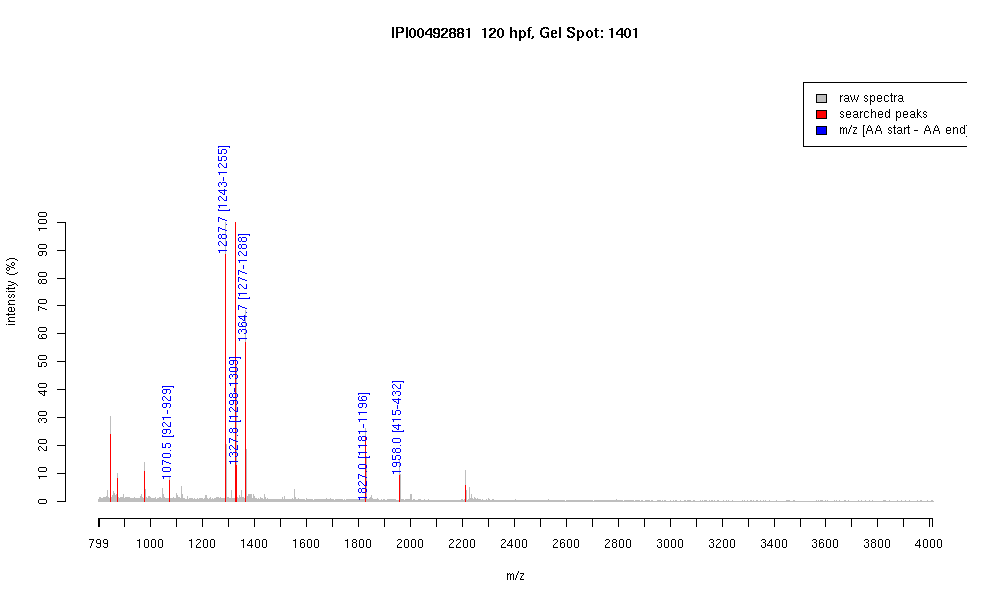 IPI00492881 120 hpf, Gel Spot: 1401
raw spectra
searched peaks
m/z [AA start - AA end]
intensity (%)
100
90
80
70
60
50
40
30
20
10
0
1070.5 [921-929]
1287.7 [1243-1255]
1327.8 [1298-1309]
1364.7 [1277-1288]
1827.0 [1181-1196]
1958.0 [415-432]
799 1000 1200 1400 1600 1800 2000 2200 2400 2600 2800 3000 3200 3400 3600 3800 4000
m/z